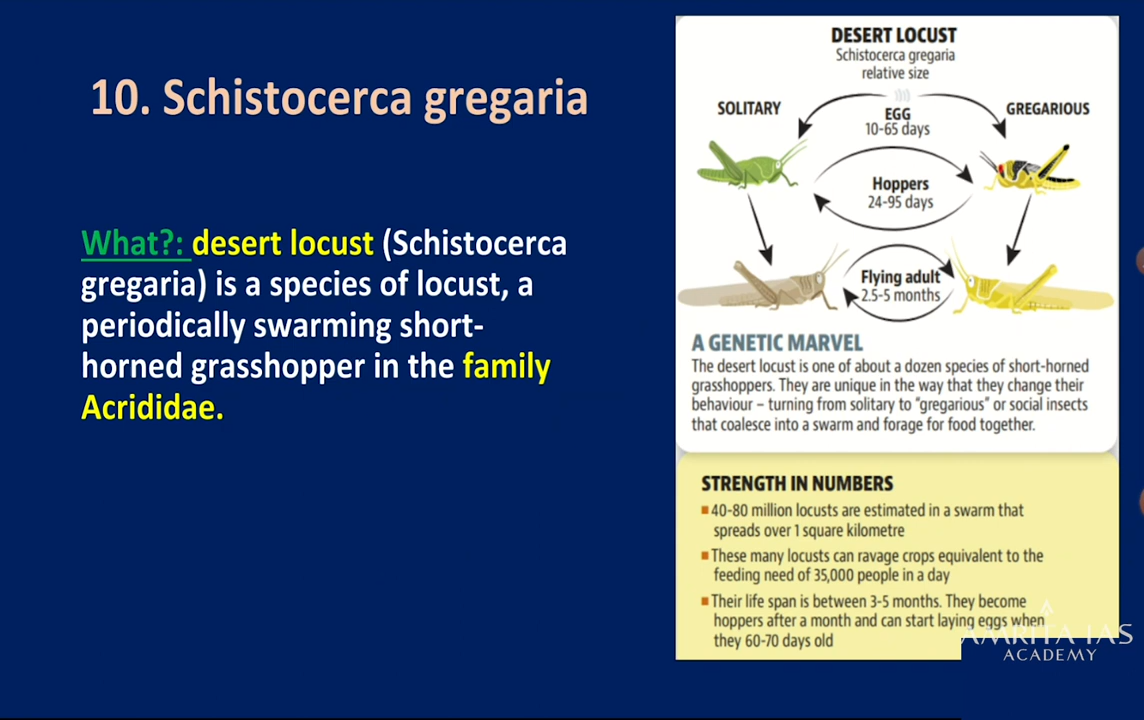 10. Schistocerca gregaria
What?: desert locust (Schistocerca
gregaria) is a species of locust, a
periodically swarming short-
horned grasshopper in the family
Acrididae.
DESERT LOCUST
Schistocerca gregaria
relative size
SOLITARY
GREGARIOUS
EGG
10-65 days
Hoppers
24-95 days
Flying adult
2.5-5 months
A GENETIC MARVEL
The desert locust is one of about a dozen species of short-horned
grasshoppers. They are unique in the way that they change their
behaviour – turning from solitary to "gregarious" or social insects
that coalesce into a swarm and forage for food together.
STRENGTH IN NUMBERS
40-80 million locusts are estimated in a swarm that
spreads over 1 square kilometre
These many locusts can ravage crops equivalent to the
feeding need of 35,000 people in a day
Their life span is between 3-5 months. They become
hoppers after a month and can start laying eggs when
they 60-70 days old
AMRITA IAS
ACADEMY